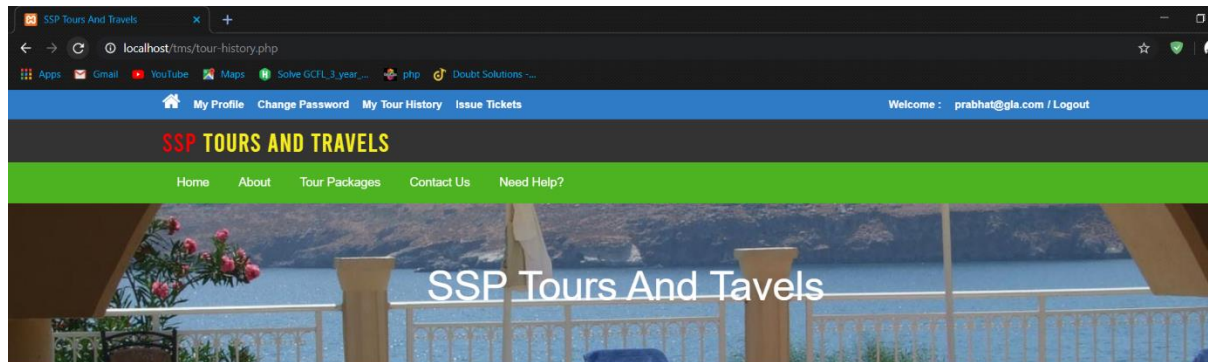 SSP Tours And Travels
localhost/tms/tour-history.php
Apps Gmail YouTube Maps Solve GCFL_3_year_... php Doubt Solutions -...
My Profile Change Password My Tour History Issue Tickets Welcome : prabhat@gla.com / Logout
SSP TOURS AND TRAVELS
Home About Tour Packages Contact Us Need Help?
SSP Tours And Tavels